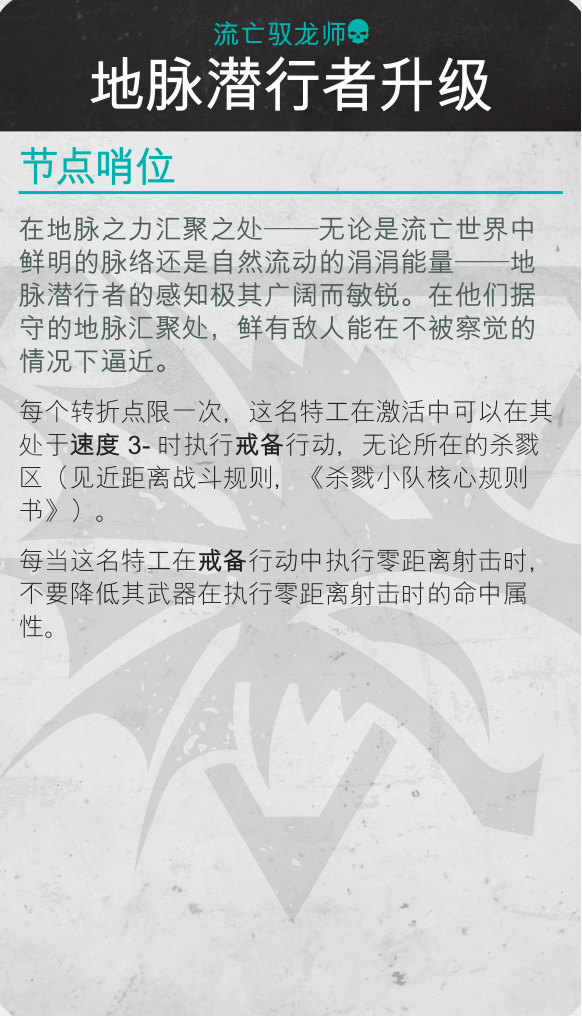 流亡驭龙师
地脉潜行者升级
节点哨位
在地脉之力汇聚之处——无论是流亡世界中
鲜明的脉络还是自然流动的涓涓能量——地
脉潜行者的感知极其广阔而敏锐。在他们据
守的地脉汇聚处，鲜有敌人能在不被察觉的
情况下逼近。
每个转折点限一次，这名特工在激活中可以在其
处于速度 3- 时执行戒备行动，无论所在的杀戮
区（见近距离战斗规则，《杀戮小队核心规则
书》）。
每当这名特工在戒备行动中执行零距离射击时，
不要降低其武器在执行零距离射击时的命中属
性。